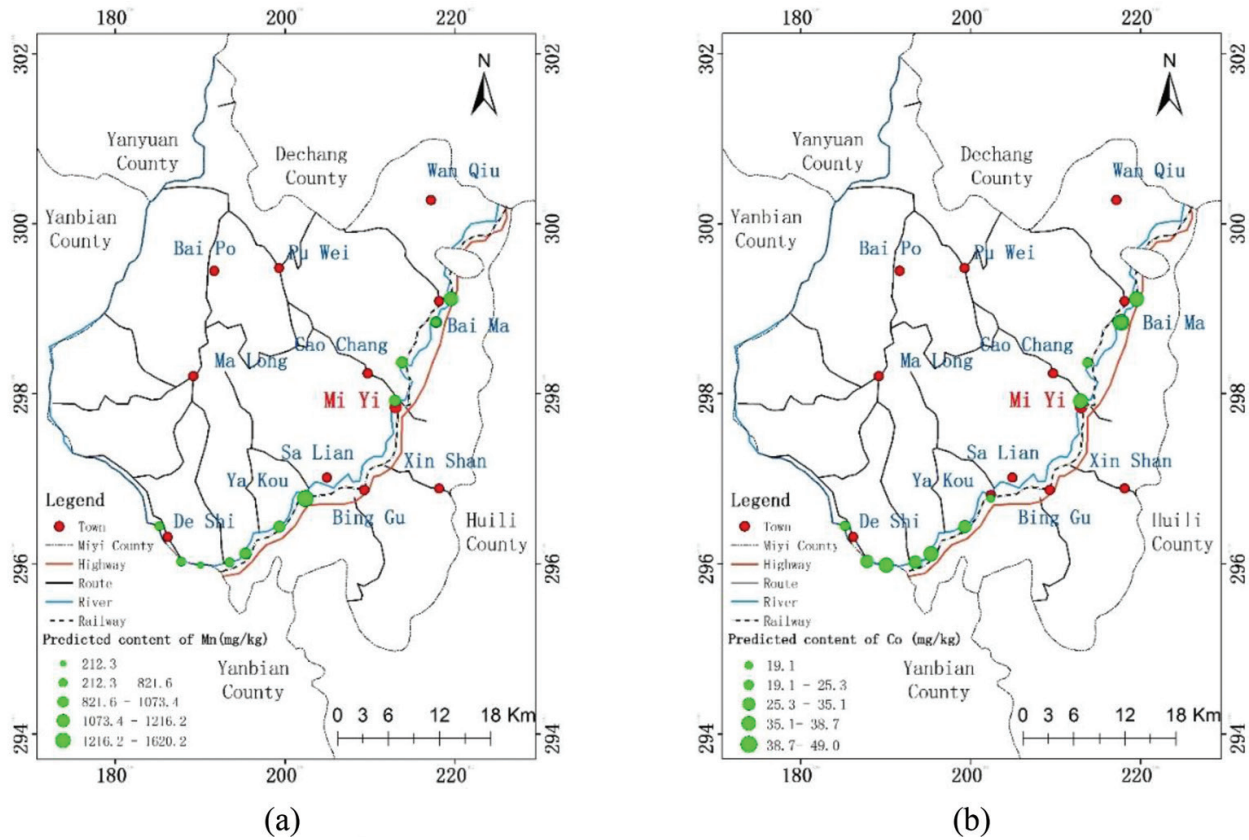 180 200 220
302 302
N
Yanyuan
County
Dechang
County
Wan Qiu
Yanbian
County
300 300
Bai Po
Pu Wei
Bai Ma
Gao Chang
Ma Long
298 298
Mi Yi
Sa Lian
Xin Shan
Ya Kou
Legend
Town
Miyi County
Highway
Route
River
Railway
De Shi
Bing Gu
Huili
County
296 296
Predicted content of Mn(mg/kg)
212.3
212.3 821.6
821.6 - 1073.4
1073.4 - 1216.2
1216.2 - 1620.2
Yanbian
County
0 3 6 12 18 Km
294 294
180 200 220
(a)
180 200 220
302 302
N
Yanyuan
County
Dechang
County
Wan Qiu
Yanbian
County
300 300
Bai Po
Pu Wei
Bai Ma
Gao Chang
Ma Long
298 298
Mi Yi
Sa Lian
Xin Shan
Ya Kou
Legend
Town
Miyi County
Highway
Route
River
Railway
De Shi
Bing Gu
Huili
County
296 296
Predicted content of Co (mg/kg)
19.1
19.1 - 25.3
25.3 - 35.1
35.1- 38.7
38.7- 49.0
Yanbian
County
0 3 6 12 18 Km
294 294
180 200 220
(b)